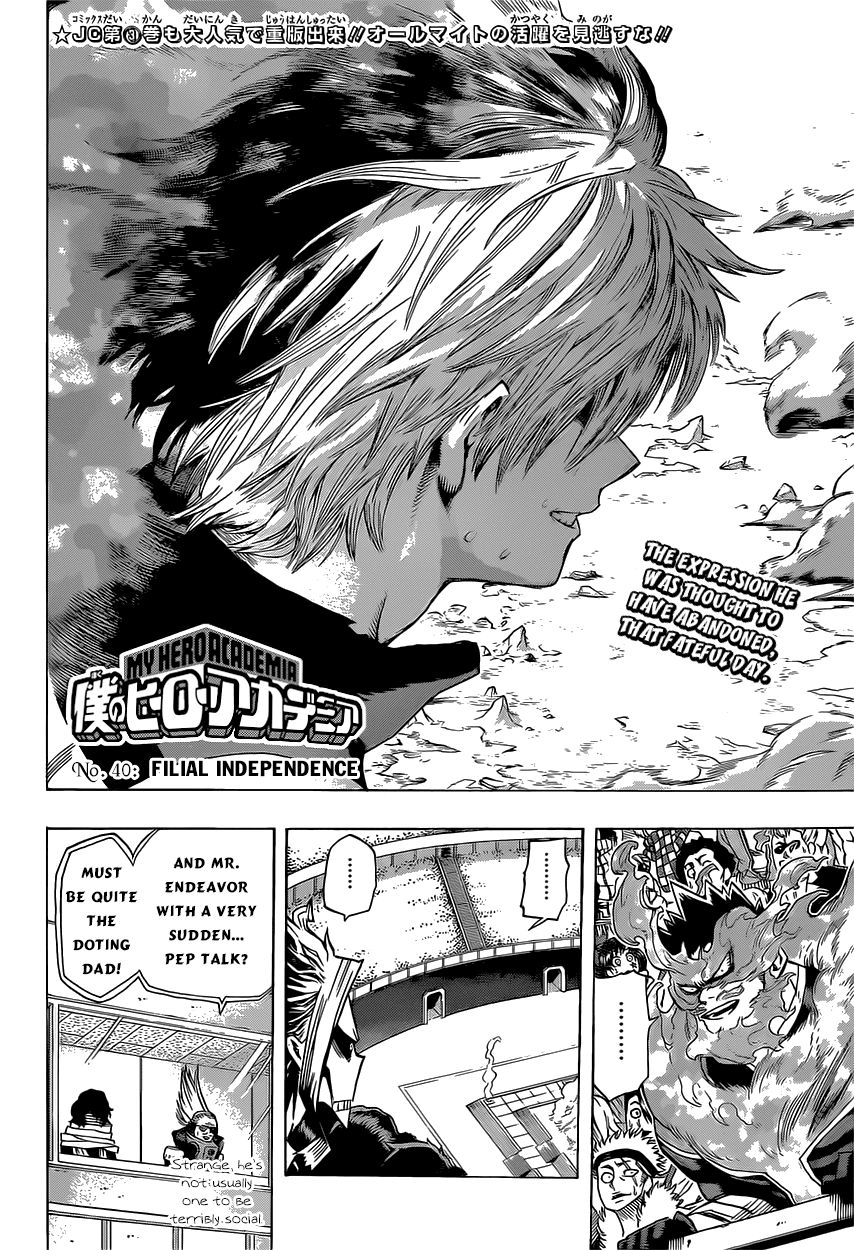 ☆JC第⑬巻も大人気で重版出来!!オールマイトの活躍を見逃すな!!
THE EXPRESSION HE
WAS THOUGHT TO
HAVE ABANDONED,
THAT FATEFUL DAY.
MY HERO ACADEMIA
僕のヒーローアカデミア
No. 40: FILIAL INDEPENDENCE
………
………
………
AND MR.
ENDEAVOR
WITH A VERY
SUDDEN...
PEP TALK?
MUST
BE QUITE
THE
DOTING
DAD!
Strange, he's
not usually
one to be
terribly social.